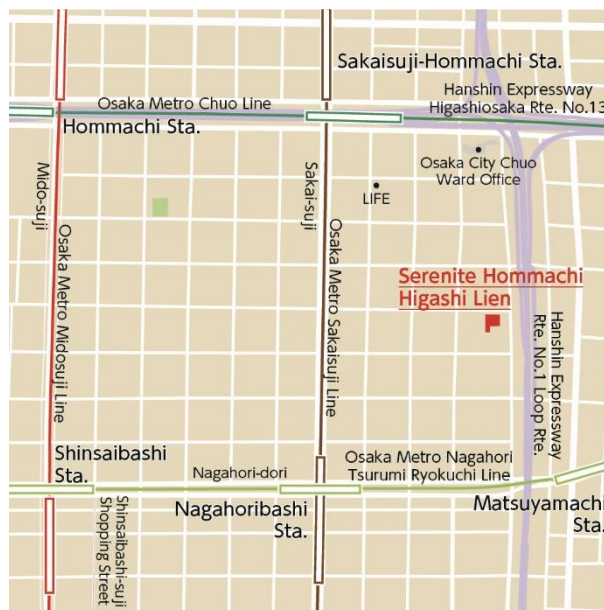 Sakaisuji-Hommachi Sta.
Hanshin Expressway
Higashiosaka Rte. No.13
Osaka Metro Chuo Line
Hommachi Sta.
Osaka City Chuo
Ward Office
LIFE
Mido-suji
Sakai-suji
Osaka Metro Midosuji Line
Osaka Metro Sakaisuji Line
Serenite Hommachi
Higashi Lien
Hanshin Expressway
Rte. No.1 Loop Rte.
Shinsaibashi
Sta.
Nagahori-dori
Osaka Metro Nagahori
Tsurumi Ryokuchi Line
Shinsaibashi-suji
Shopping Street
Nagahoribashi
Sta.
Matsuyamachi
Sta.